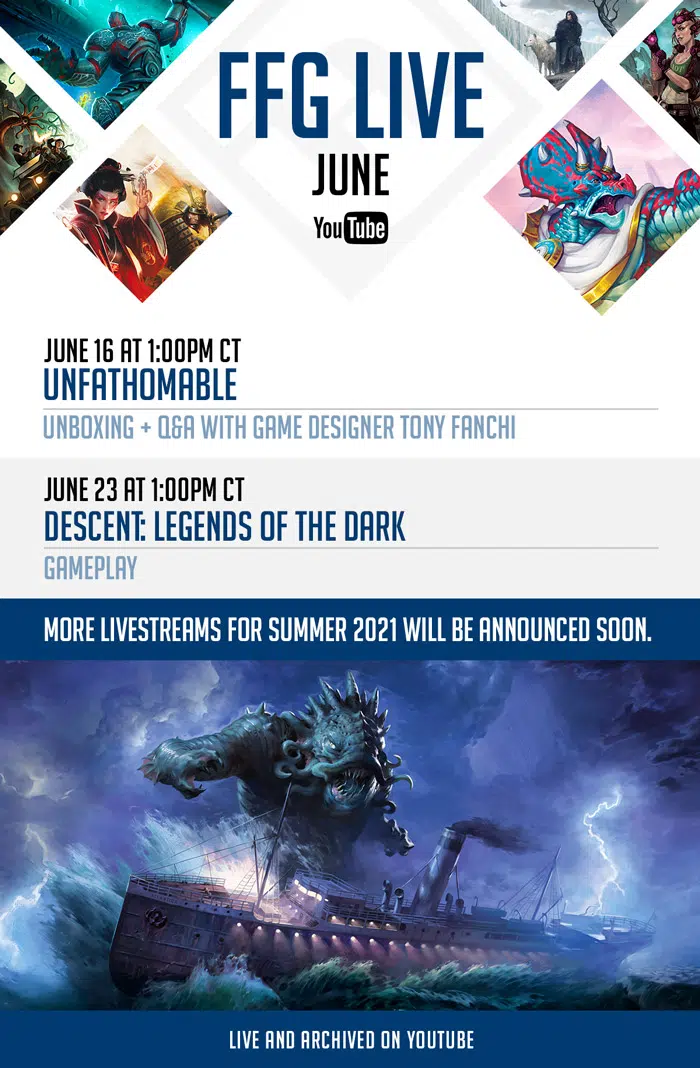 FFG LIVE
JUNE
YouTube
JUNE 16 AT 1:00PM CT
UNFATHOMABLE
UNBOXING + Q&A WITH GAME DESIGNER TONY FANCHI
JUNE 23 AT 1:00PM CT
DESCENT: LEGENDS OF THE DARK
GAMEPLAY
MORE LIVESTREAMS FOR SUMMER 2021 WILL BE ANNOUNCED SOON.
LIVE AND ARCHIVED ON YOUTUBE